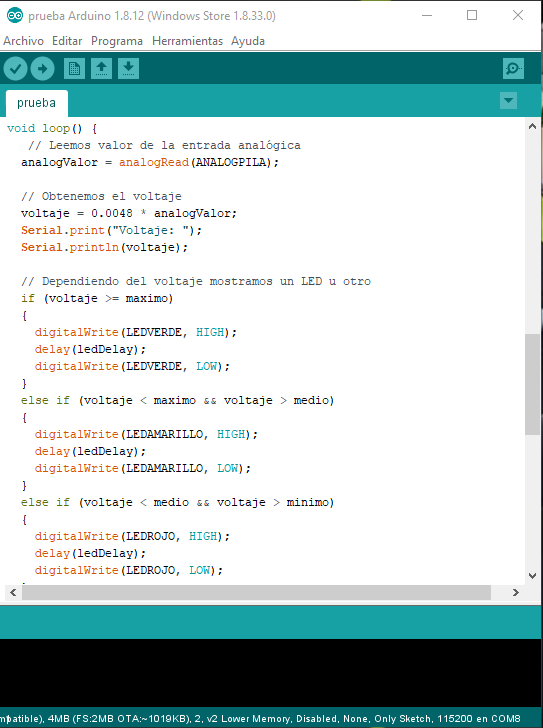 prueba Arduino 1.8.12 (Windows Store 1.8.33.0)
Archivo Editar Programa Herramientas Ayuda
prueba
void loop() {
// Leemos valor de la entrada analógica
analogValor = analogRead(ANALOGPILA);
// Obtenemos el voltaje
voltaje = 0.0048 * analogValor;
Serial.print("Voltaje: ");
Serial.println(voltaje);
// Dependiendo del voltaje mostramos un LED u otro
if (voltaje >= maximo)
{
digitalWrite(LEDVERDE, HIGH);
delay(ledDelay);
digitalWrite(LEDVERDE, LOW);
}
else if (voltaje < maximo && voltaje > medio)
{
digitalWrite(LEDAMARILLO, HIGH);
delay(ledDelay);
digitalWrite(LEDAMARILLO, LOW);
}
else if (voltaje < medio && voltaje > minimo)
{
digitalWrite(LEDROJO, HIGH);
delay(ledDelay);
digitalWrite(LEDROJO, LOW);
patible), 4MB (FS:2MB OTA:~1019KB), 2, v2 Lower Memory, Disabled, None, Only Sketch, 115200 en COM8